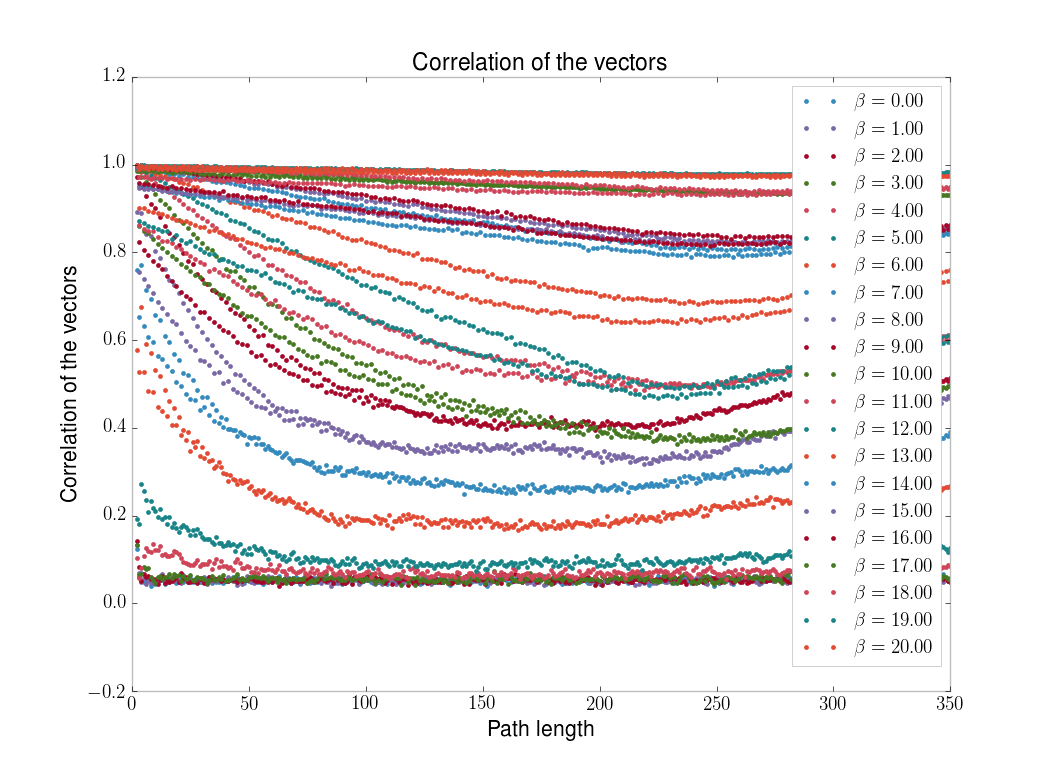 Correlation of the vectors
Correlation of the vectors
1.2
1.0
0.8
0.6
0.4
0.2
0.0
−0.2
0
50
100
150
200
250
300
350
Path length
β = 0.00
β = 1.00
β = 2.00
β = 3.00
β = 4.00
β = 5.00
β = 6.00
β = 7.00
β = 8.00
β = 9.00
β = 10.00
β = 11.00
β = 12.00
β = 13.00
β = 14.00
β = 15.00
β = 16.00
β = 17.00
β = 18.00
β = 19.00
β = 20.00